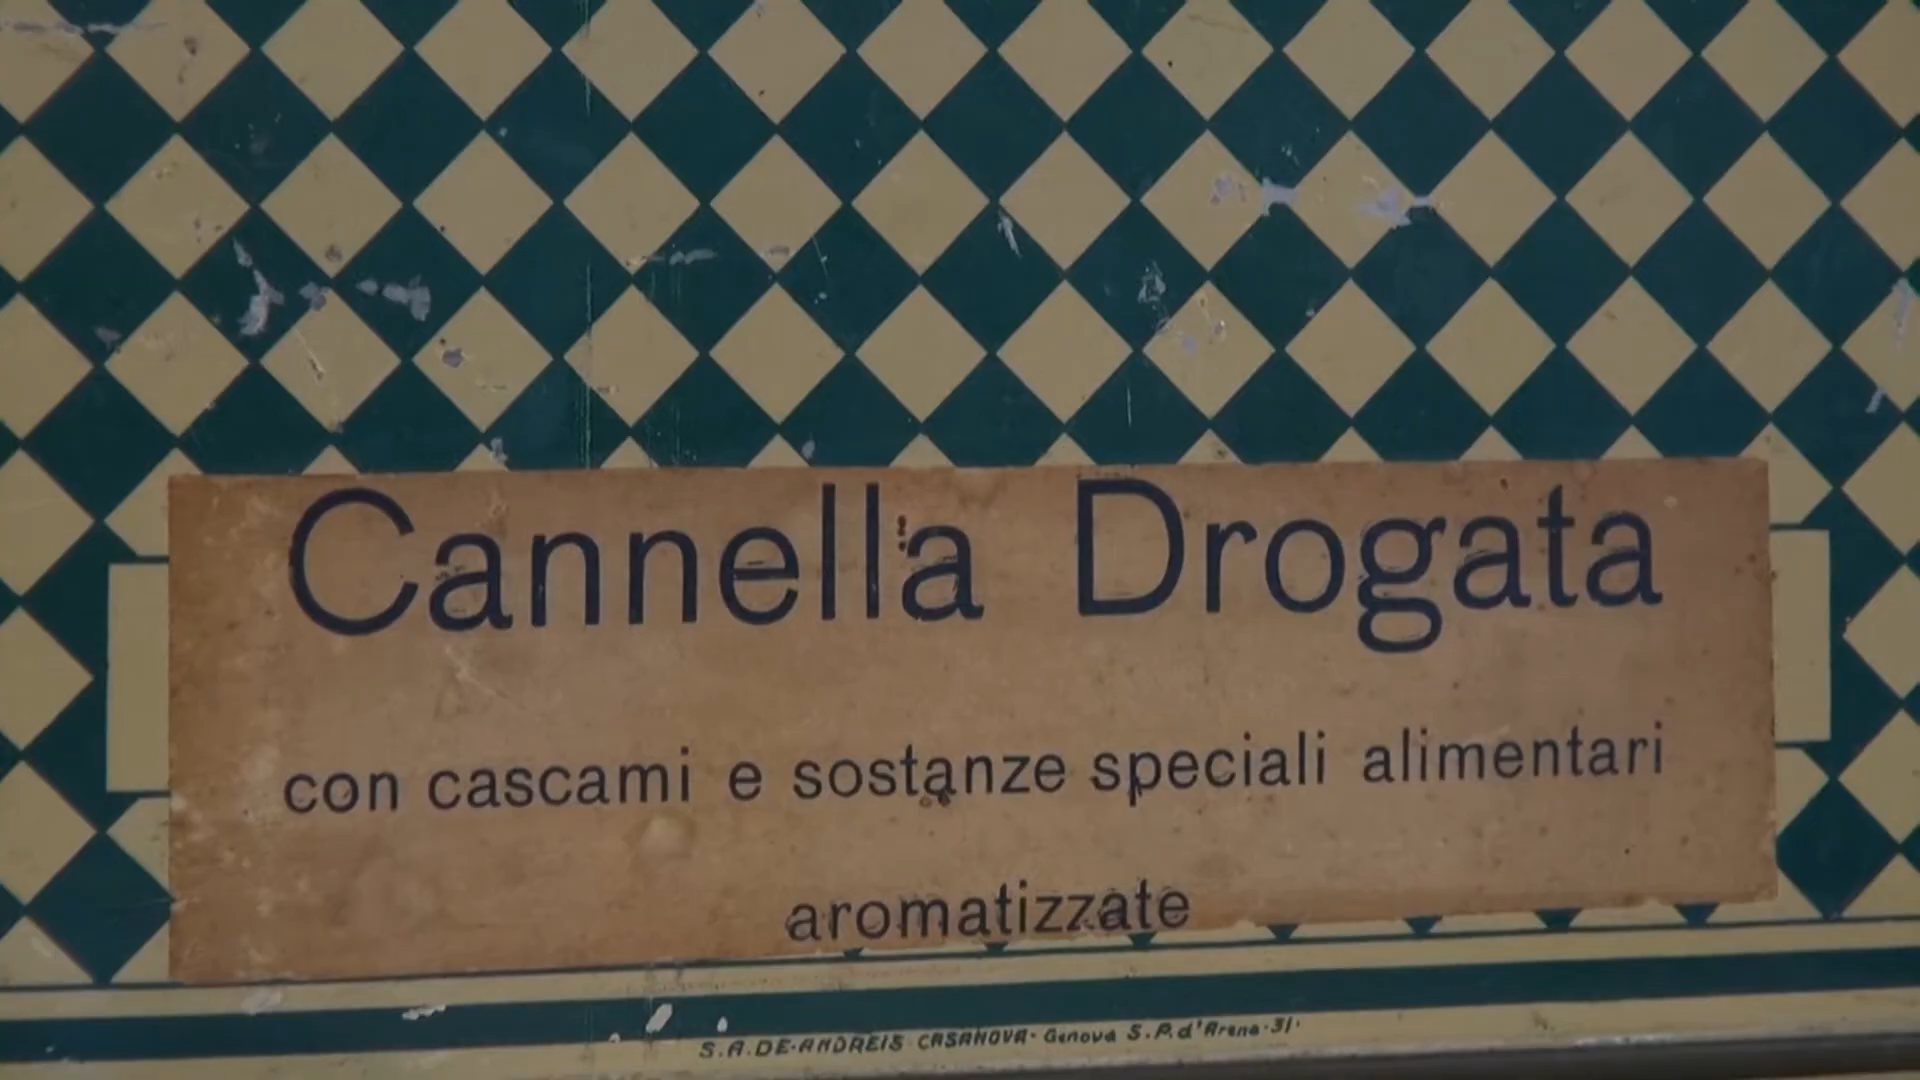 Cannella Drogata
con cascami e sostanze speciali alimentari
aromatizzate
S.A. DE-ANDREIS CASANOVA - Genova S.P. d'Arena - 31 -